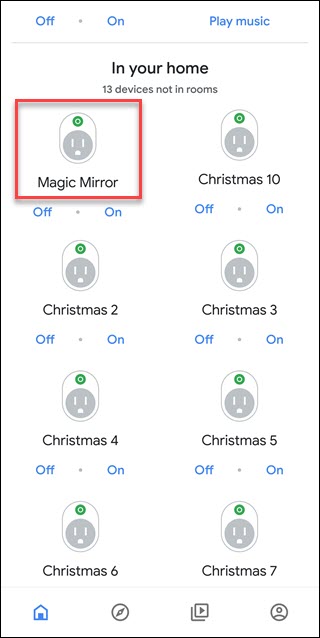 Off • On Play music
In your home
13 devices not in rooms
Magic Mirror Christmas 10
Off • On Off • On
Christmas 2 Christmas 3
Off • On Off • On
Christmas 4 Christmas 5
Off • On Off • On
Christmas 6 Christmas 7